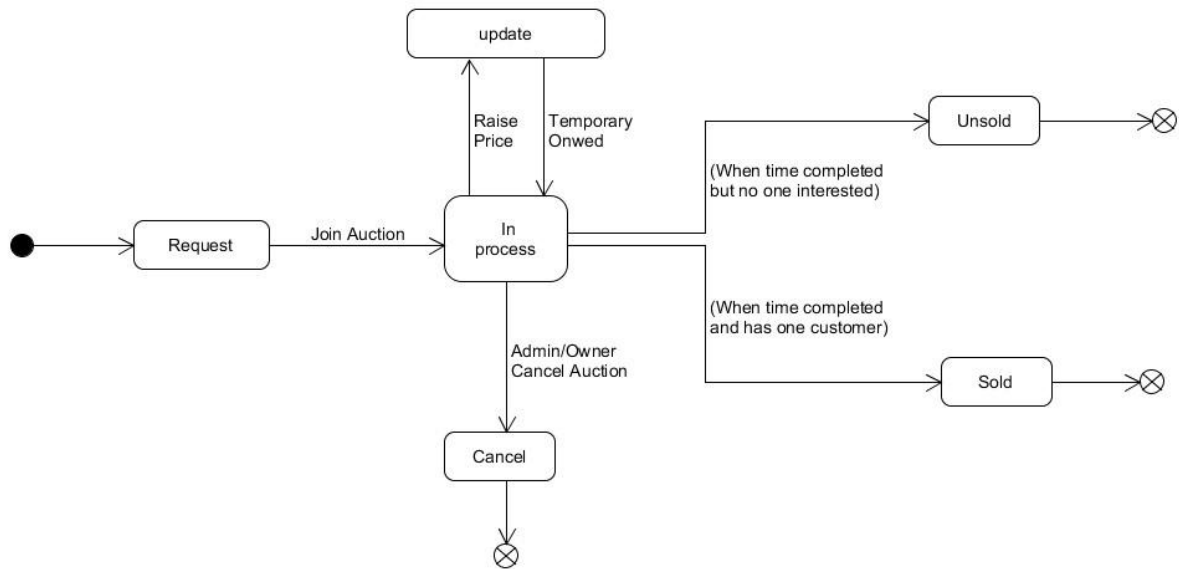 update
Raise
Price
Temporary
Onwed
Unsold
(When time completed
but no one interested)
Request
Join Auction
In
process
(When time completed
and has one customer)
Admin/Owner
Cancel Auction
Sold
Cancel